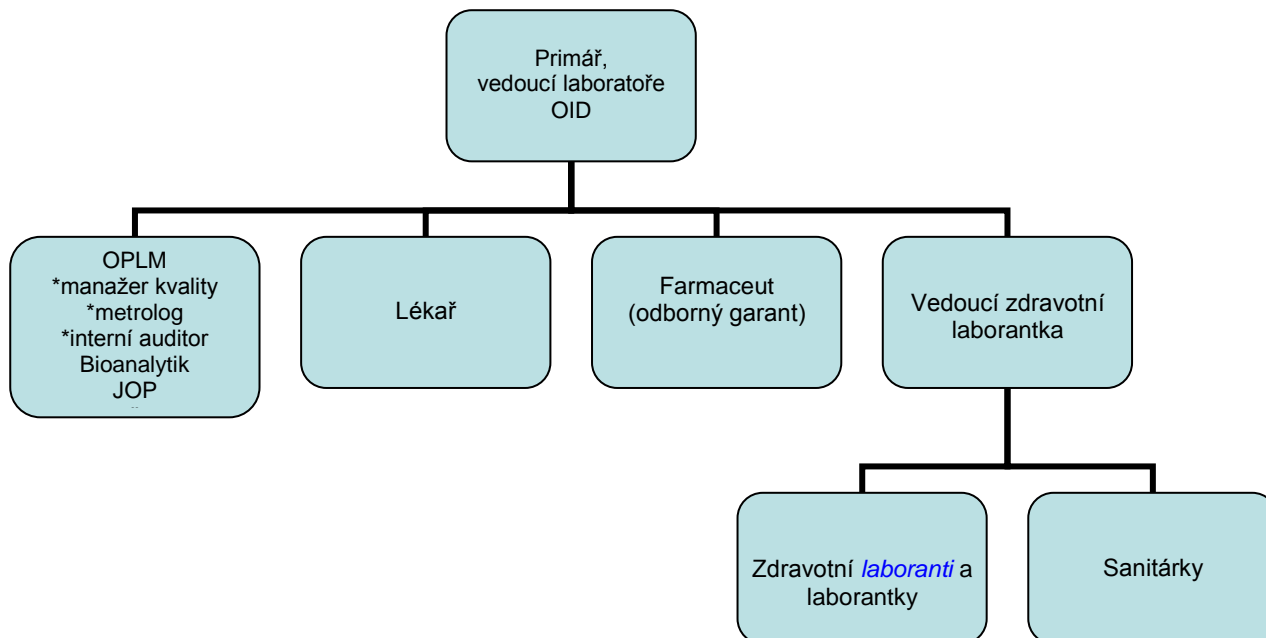 Primář,
vedoucí laboratoře
OID
OPLM
*manažer kvality
*metrolog
*interní auditor
Bioanalytik
JOP
Lékař
Farmaceut
(odborný garant)
Vedoucí zdravotní
laborantka
Zdravotní laboranti a
laborantky
Sanitárky